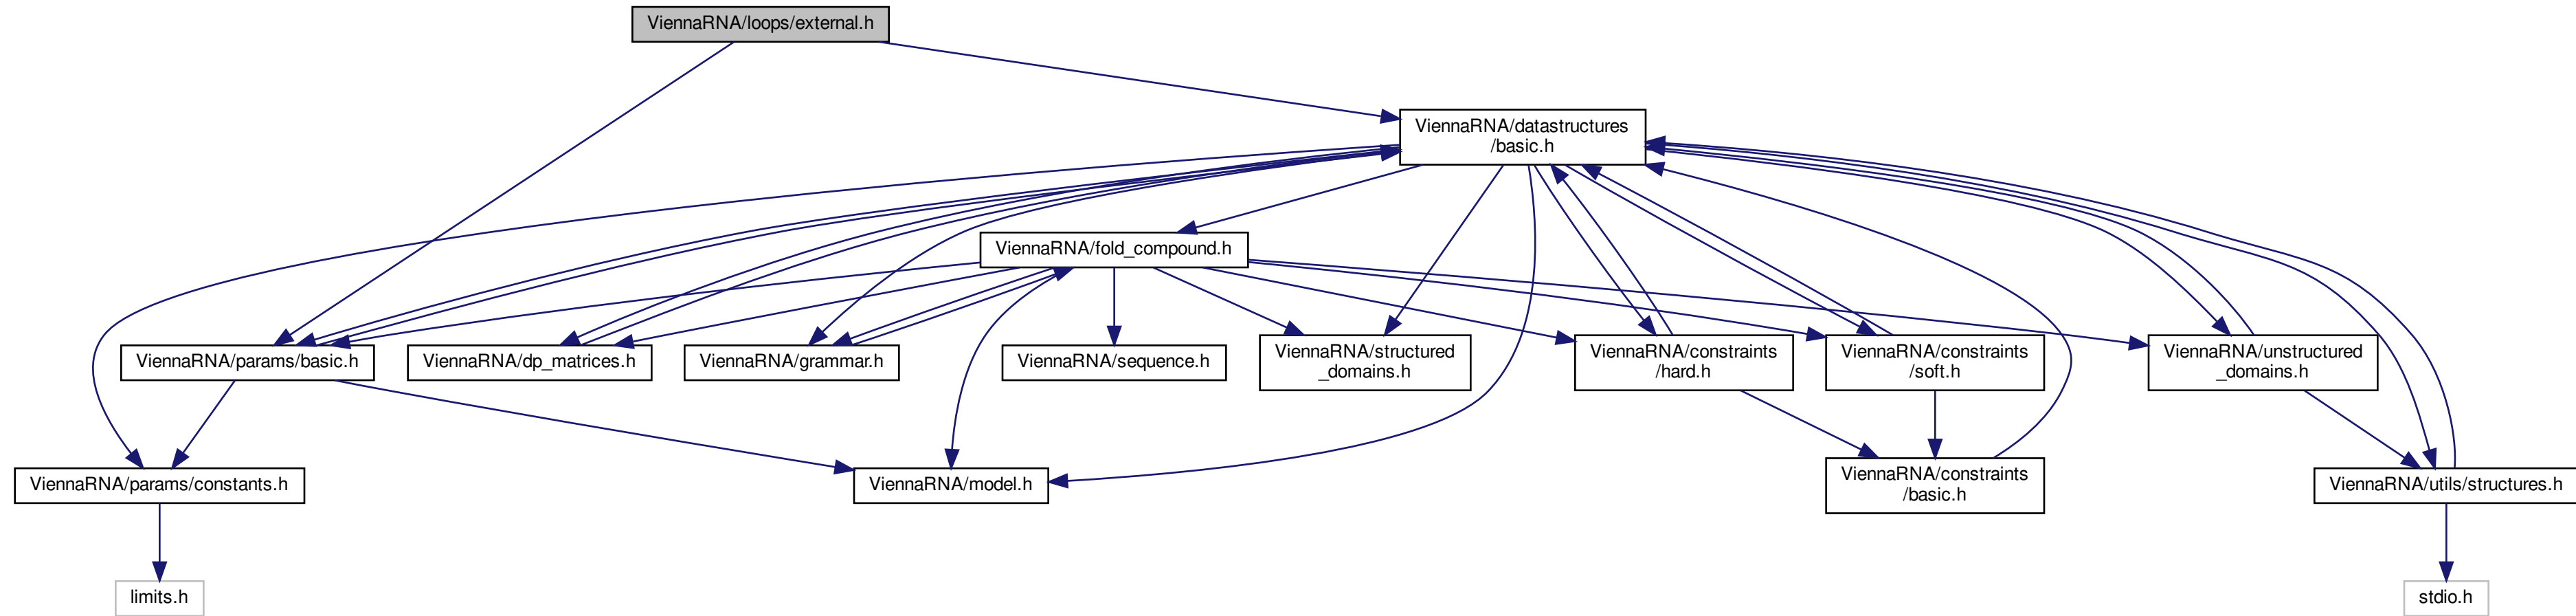 ViennaRNA/loops/external.h
ViennaRNA/datastructures
/basic.h
ViennaRNA/fold_compound.h
ViennaRNA/params/basic.h
ViennaRNA/dp_matrices.h
ViennaRNA/grammar.h
ViennaRNA/sequence.h
ViennaRNA/structured
_domains.h
ViennaRNA/constraints
/hard.h
ViennaRNA/constraints
/soft.h
ViennaRNA/unstructured
_domains.h
ViennaRNA/params/constants.h
ViennaRNA/model.h
ViennaRNA/constraints
/basic.h
ViennaRNA/utils/structures.h
limits.h
stdio.h